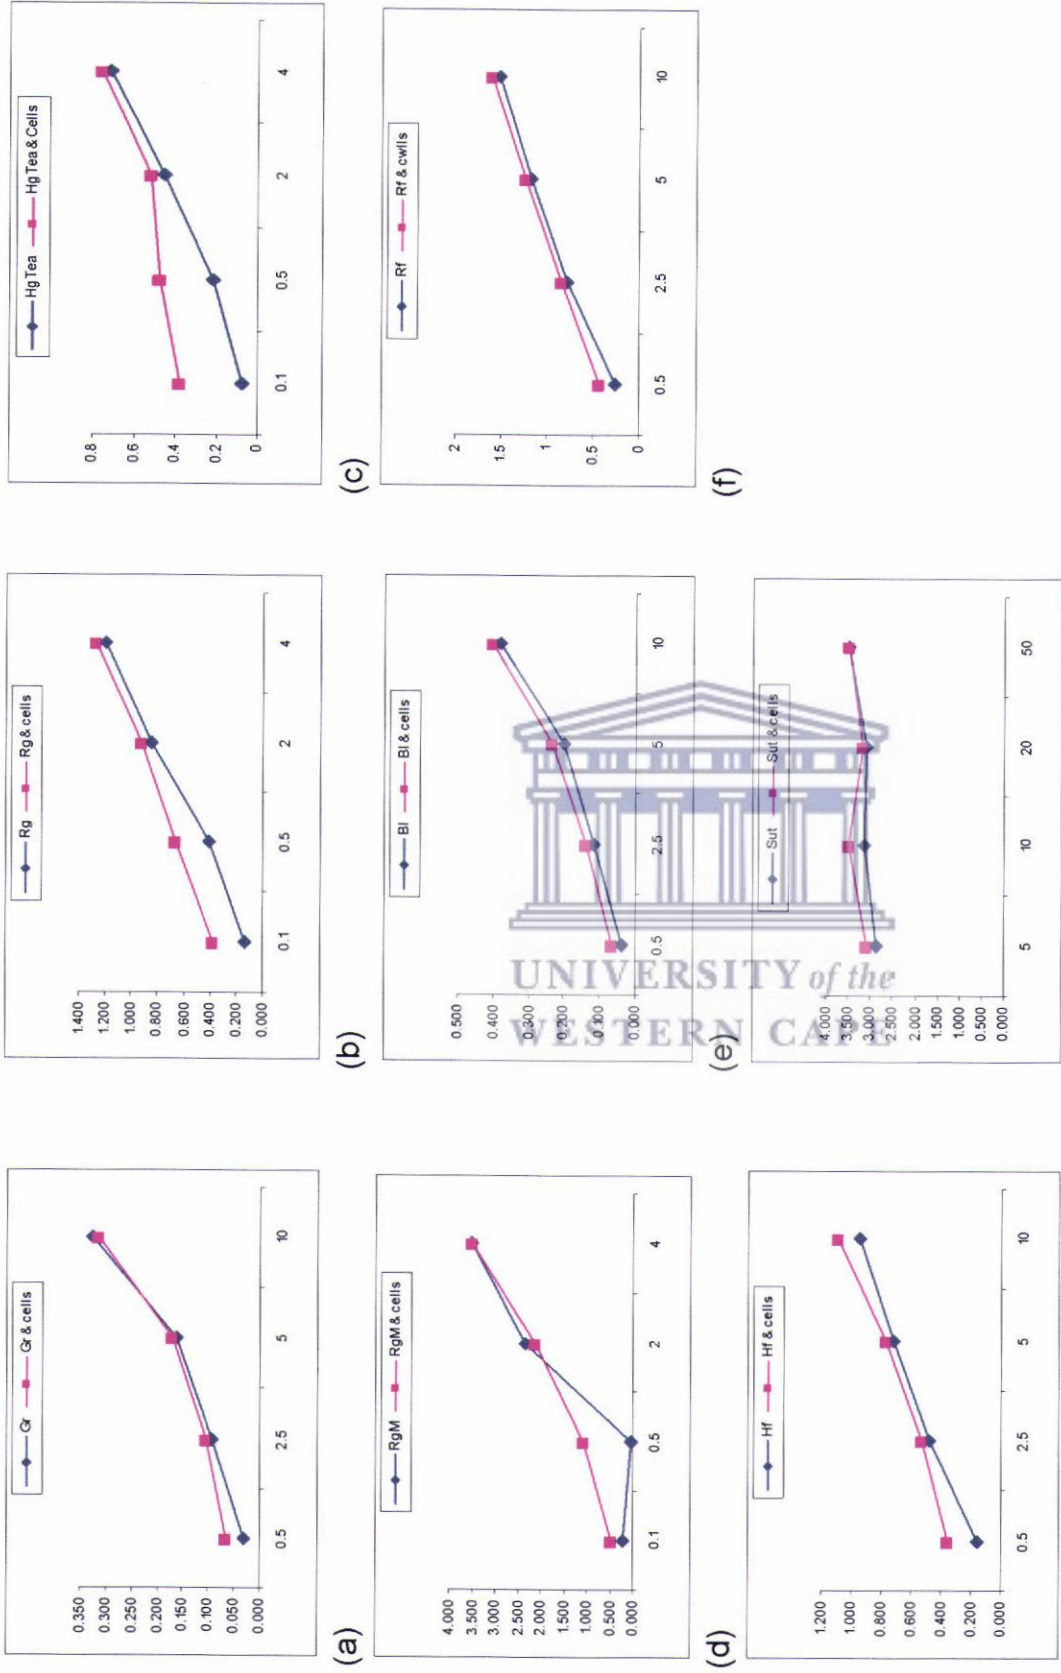 Gr Gr & cells
0.350
0.300
0.250
0.200
0.150
0.100
0.050
0.000
0.5 2.5 5 10
(a)
Rg Rg & cells
1.400
1.200
1.000
0.800
0.600
0.400
0.200
0.000
0.1 0.5 2 4
(b)
HgTea HgTea & Cells
0.8
0.6
0.4
0.2
0
0.1 0.5 2 4
(c)
RgM RgM & cells
4.000
3.500
3.000
2.500
2.000
1.500
1.000
0.500
0.000
0.1 0.5 2 4
(d)
Bl Bl & cells
0.500
0.400
0.300
0.200
0.100
0.000
0.5 2.5 5 10
(e)
Rf Rf & cwlls
2
1.5
1
0.5
0
0.5 2.5 5 10
(f)
Hf Hf & cells
1.200
1.000
0.800
0.600
0.400
0.200
0.000
0.5 2.5 5 10
Sut Sut & cells
4.000
3.500
3.000
2.500
2.000
1.500
1.000
0.500
0.000
5 10 20 50
UNIVERSITY of the
WESTERN CAPE